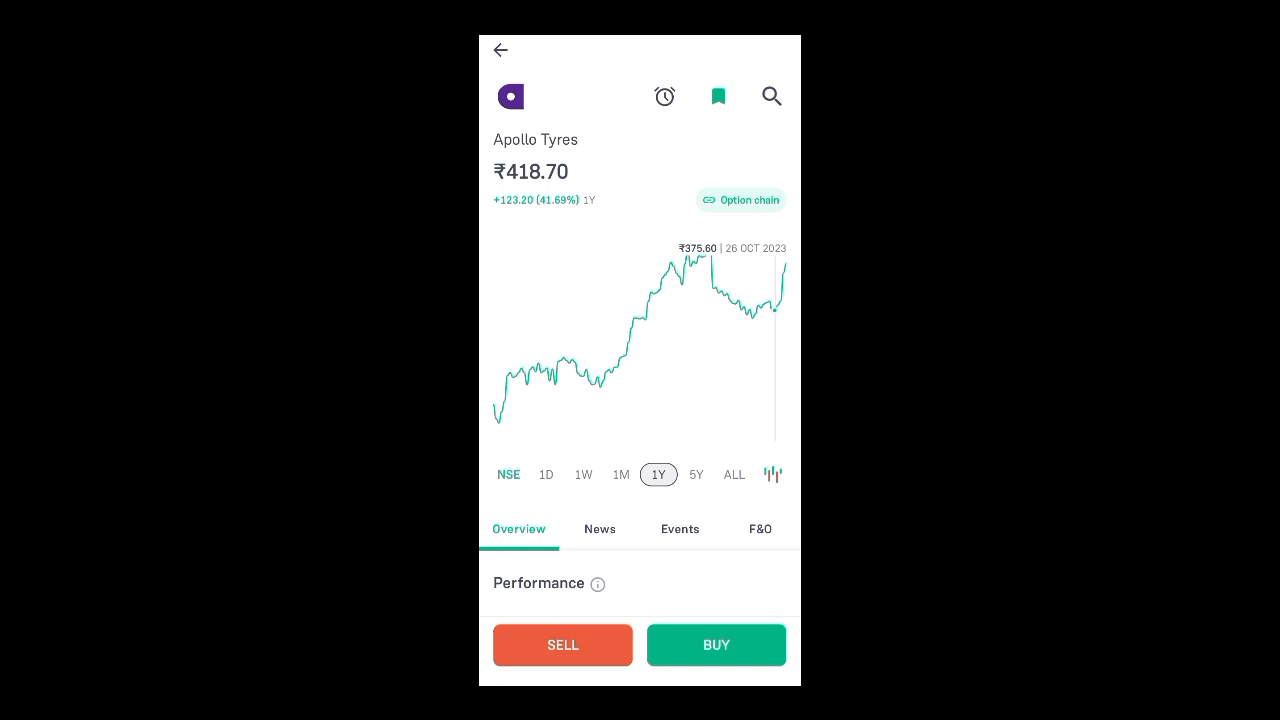 Apollo Tyres
₹418.70
+123.20 (41.69%) 1Y
Option chain
₹375.60 | 26 OCT 2023
NSE 1D 1W 1M 1Y 5Y ALL
Overview News Events F&O
Performance
SELL BUY